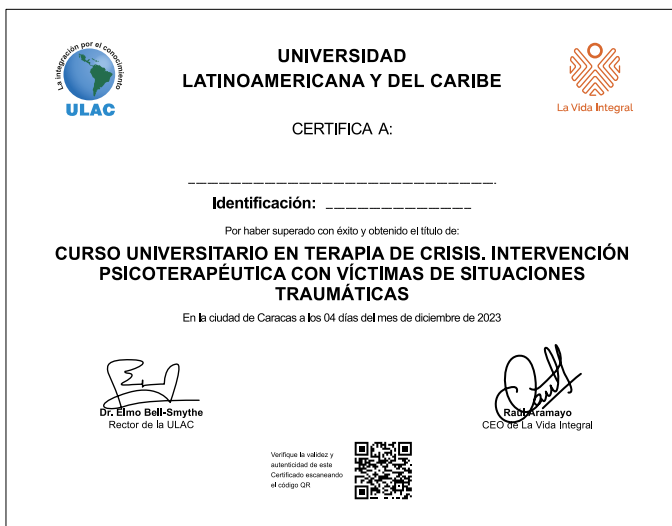 La integración por el conocimiento
ULAC
UNIVERSIDAD
LATINOAMERICANA Y DEL CARIBE
La Vida Integral
CERTIFICA A:
Identificación:
Por haber superado con éxito y obtenido el título de:
CURSO UNIVERSITARIO EN TERAPIA DE CRISIS. INTERVENCIÓN
PSICOTERAPÉUTICA CON VÍCTIMAS DE SITUACIONES
TRAUMÁTICAS
En la ciudad de Caracas a los 04 días del mes de diciembre de 2023
Dr. Elmo Bell-Smythe
Rector de la ULAC
Raúl Aramayo
CEO de La Vida Integral
Verifique la validez y
autenticidad de este
Certificado escaneando
el código QR